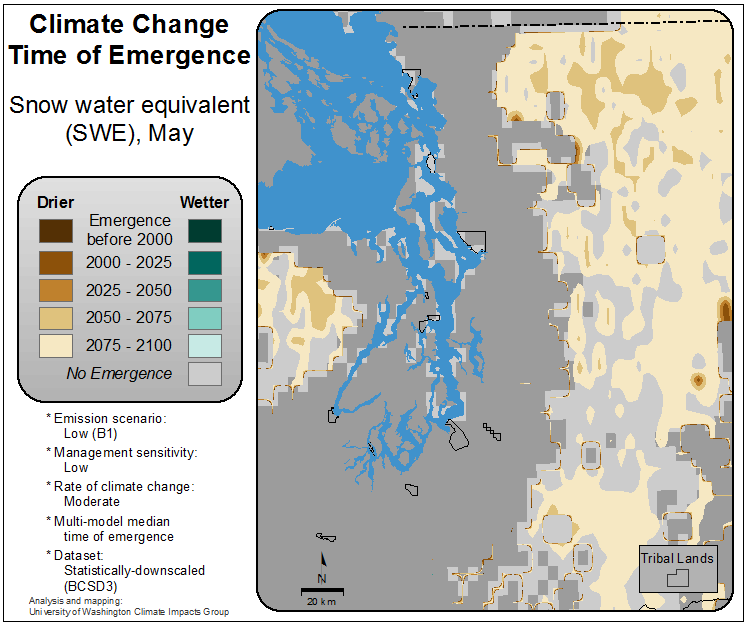 Climate Change
Time of Emergence
Snow water equivalent
(SWE), May
Drier
Wetter
Emergence
before 2000
2000 - 2025
2025 - 2050
2050 - 2075
2075 - 2100
No Emergence
* Emission scenario:
Low (B1)
* Management sensitivity:
Low
* Rate of climate change:
Moderate
* Multi-model median
time of emergence
* Dataset:
Statistically-downscaled
(BCSD3)
Analysis and mapping:
University of Washington Climate Impacts Group
N
20 km
Tribal Lands